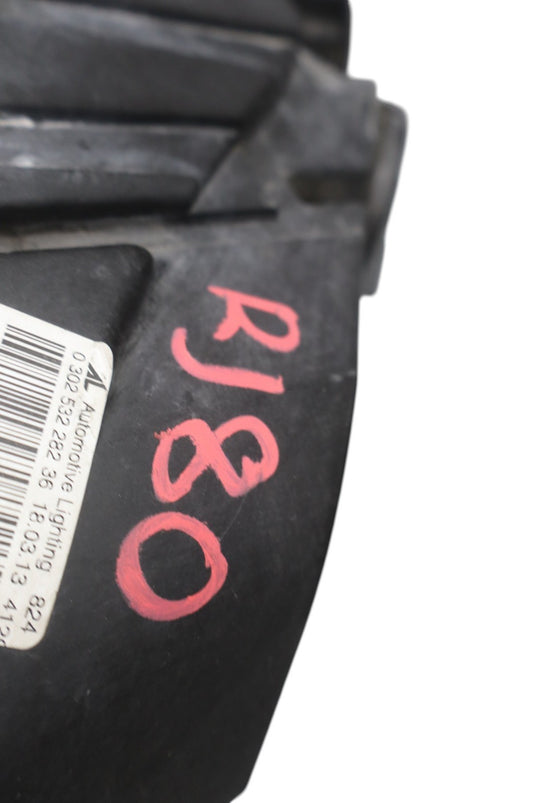 RJ80
Automotive Lighting 824
0 302 532 282 36 18.03.13